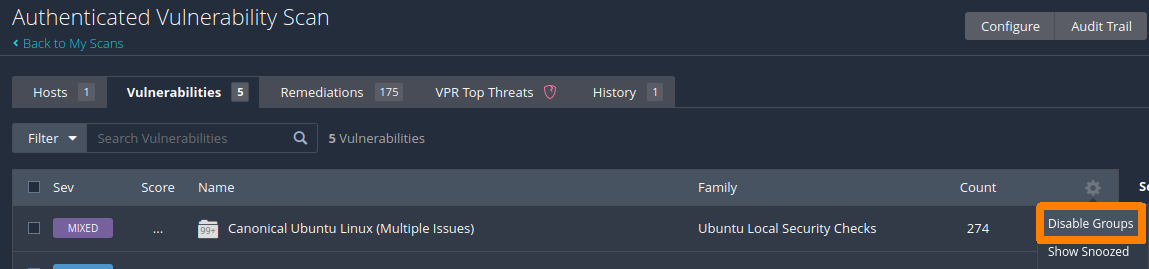 Authenticated Vulnerability Scan
Configure
Audit Trail
Back to My Scans
Hosts 1
Vulnerabilities 5
Remediations 175
VPR Top Threats
History 1
Filter
Search Vulnerabilities
5 Vulnerabilities
Sev Score Name Family Count
MIXED ... 99+ Canonical Ubuntu Linux (Multiple Issues) Ubuntu Local Security Checks 274
Disable Groups
Show Snoozed